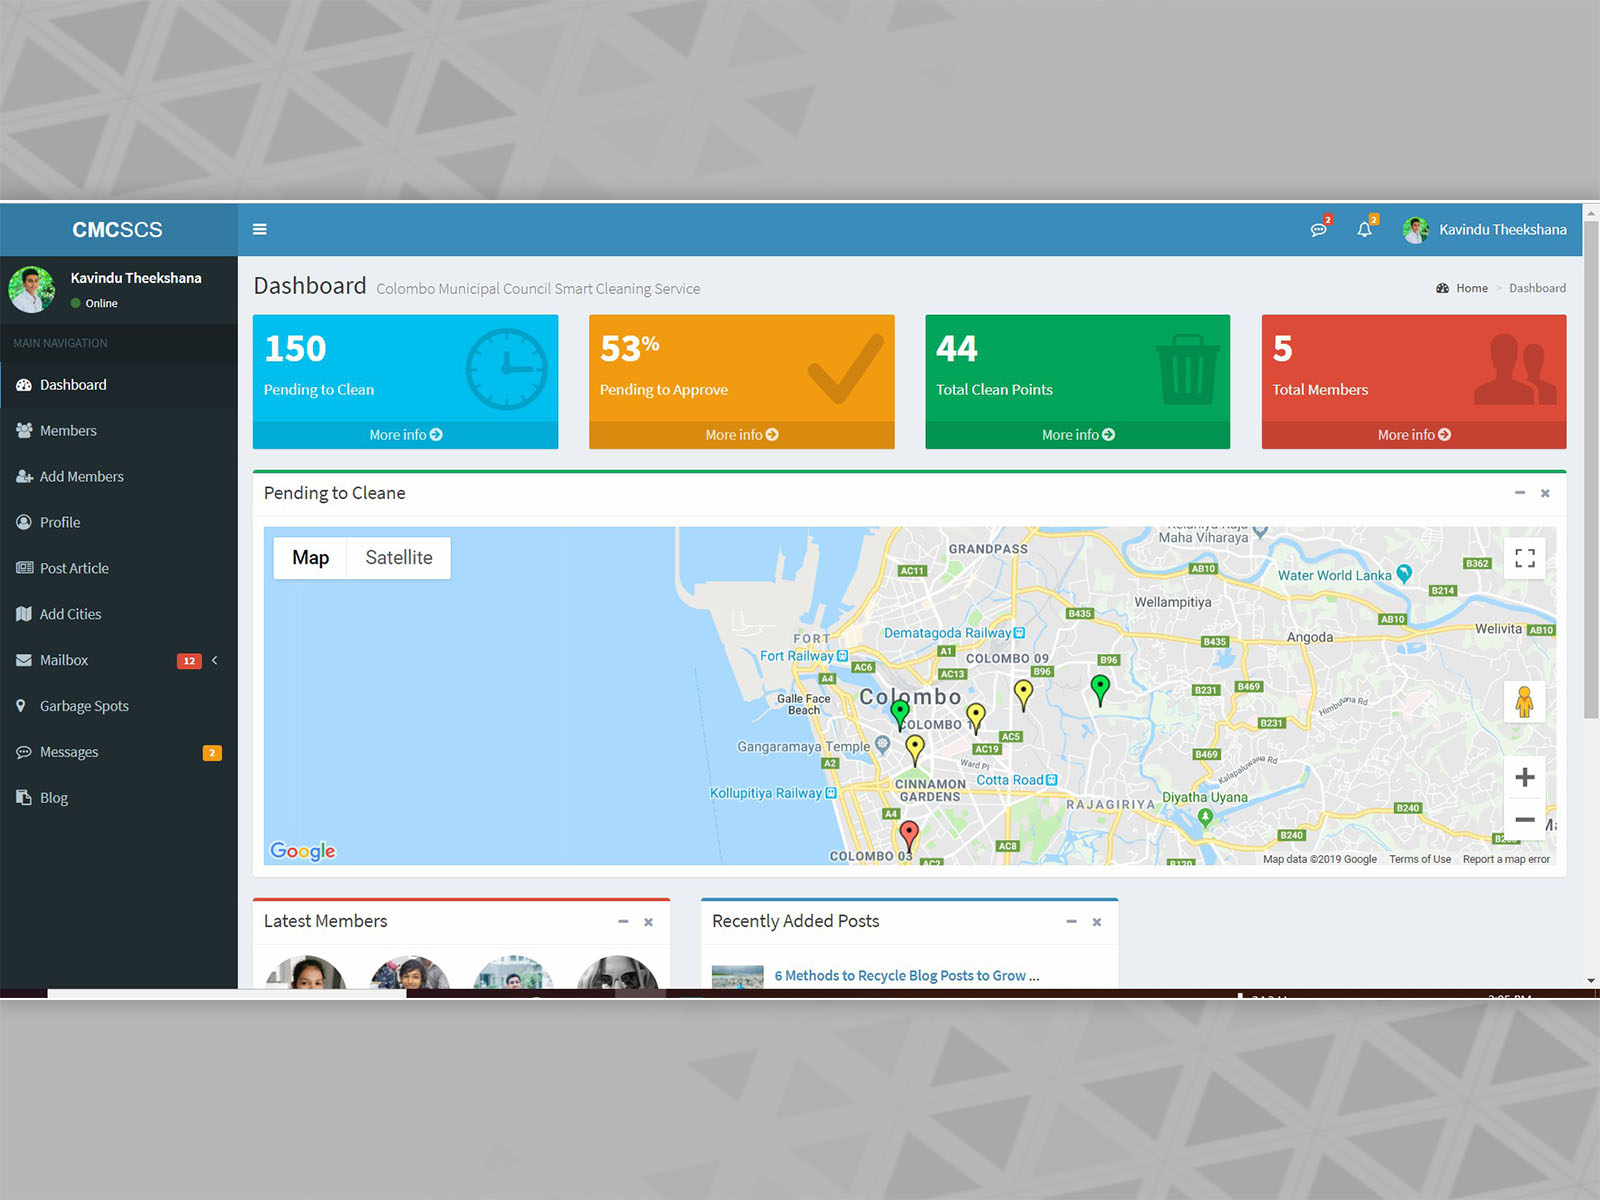 CMCSCS
2
2
Kavindu Theekshana
Kavindu Theekshana
Online
MAIN NAVIGATION
Dashboard
Members
Add Members
Profile
Post Article
Add Cities
Mailbox 12
Garbage Spots
Messages 2
Blog
Dashboard Colombo Municipal Council Smart Cleaning Service
Home > Dashboard
150
Pending to Clean
More info
53%
Pending to Approve
More info
44
Total Clean Points
More info
5
Total Members
More info
Pending to Cleane
Map Satellite
GRANDPASS
Maha Viharaya
AC11
AB10
Water World Lanka
B362
B214
Wellampitiya
B435
AB10
FORT
Dematagoda Railway
B435
Angoda
Welivita AB10
Fort Railway
A1
COLOMBO 09
B96
AC6
AC13
B96
A4
B231
B469
Galle Face
Beach
Colombo
Himbutana Rd
COLOMBO
B231
AC5
Gangaramaya Temple
AC19
B469
A2
Ward Pl
Kalapaluwawa Rd
Cotta Road
CINNAMON
GARDENS
Kollupitiya Railway
RAJAGIRIYA
Diyatha Uyana
B240
A4
B240
AC8
COLOMBO 03
AC2
B120
Google
Map data ©2019 Google Terms of Use Report a map error
Latest Members
Recently Added Posts
6 Methods to Recycle Blog Posts to Grow ...